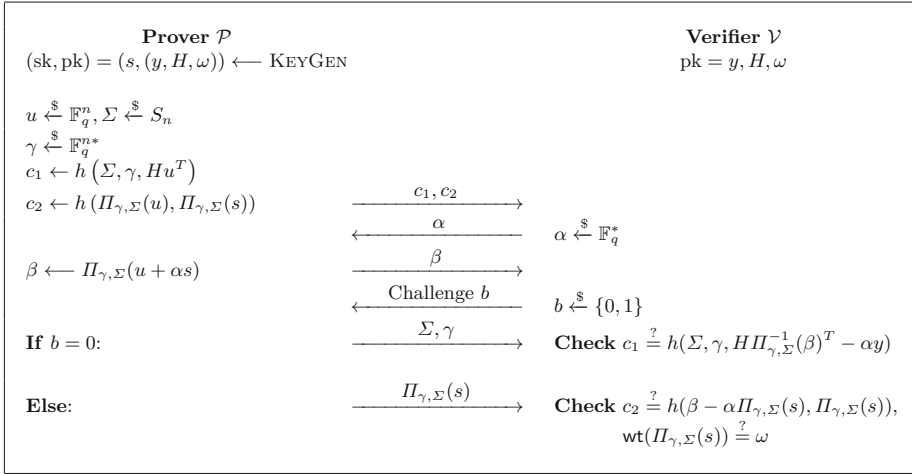 Prover 𝒫 Verifier 𝒱
(sk, pk) = (s, (y, H, ω)) ⟵ KEYGEN pk = y, H, ω
u <-$- 𝔽_q^n, Σ <-$- S_n
γ <-$- 𝔽_q^{n*}
c_1 ← h (Σ, γ, Hu^T)
c_2 ← h (Π_{γ,Σ}(u), Π_{γ,Σ}(s)) c_1, c_2
α α <-$- 𝔽_q^*
β ⟵ Π_{γ,Σ}(u + αs) β
Challenge b b <-$- {0, 1}
If b = 0: Σ, γ Check c_1 =? h(Σ, γ, HΠ_{γ,Σ}^{-1}(β)^T − αy)
Else: Π_{γ,Σ}(s) Check c_2 =? h(β − αΠ_{γ,Σ}(s), Π_{γ,Σ}(s)),
wt(Π_{γ,Σ}(s)) =? ω